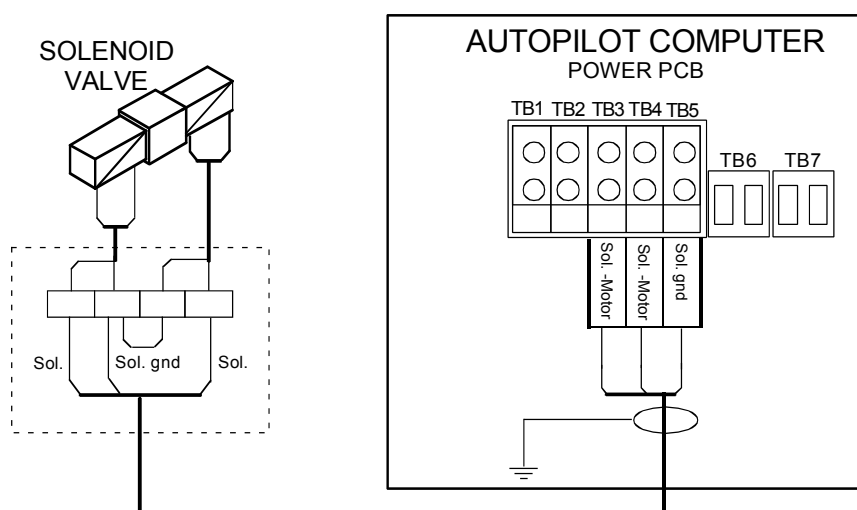 SOLENOID
VALVE
Sol.
Sol. gnd
Sol.
AUTOPILOT COMPUTER
POWER PCB
TB1 TB2 TB3 TB4 TB5
TB6 TB7
Sol. -Motor
Sol. -Motor
Sol. gnd